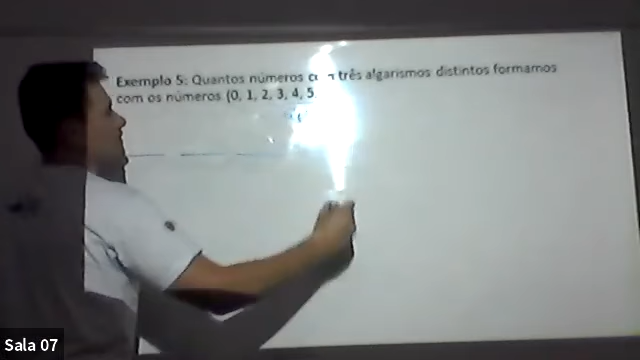 Exemplo 5: Quantos números com três algarismos distintos formamos
com os números {0, 1, 2, 3, 4, 5
Sala 07